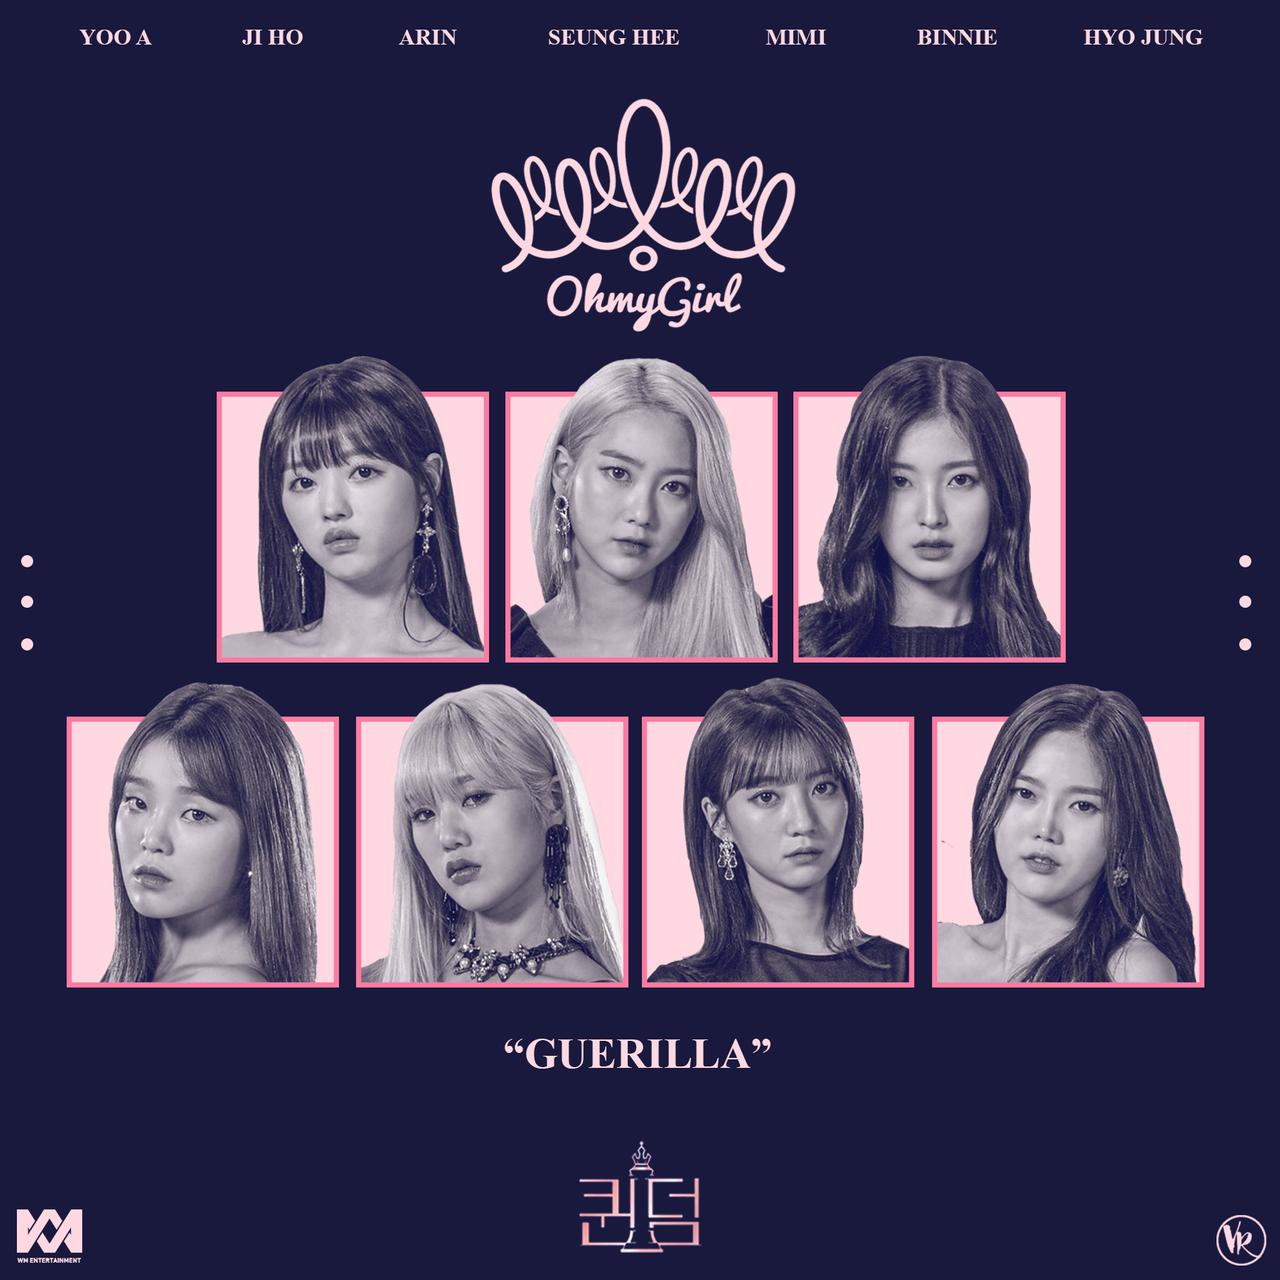 YOO A JI HO ARIN SEUNG HEE MIMI BINNIE HYO JUNG
OhmyGirl
“GUERILLA”
퀸덤
WM ENTERTAINMENT
VR